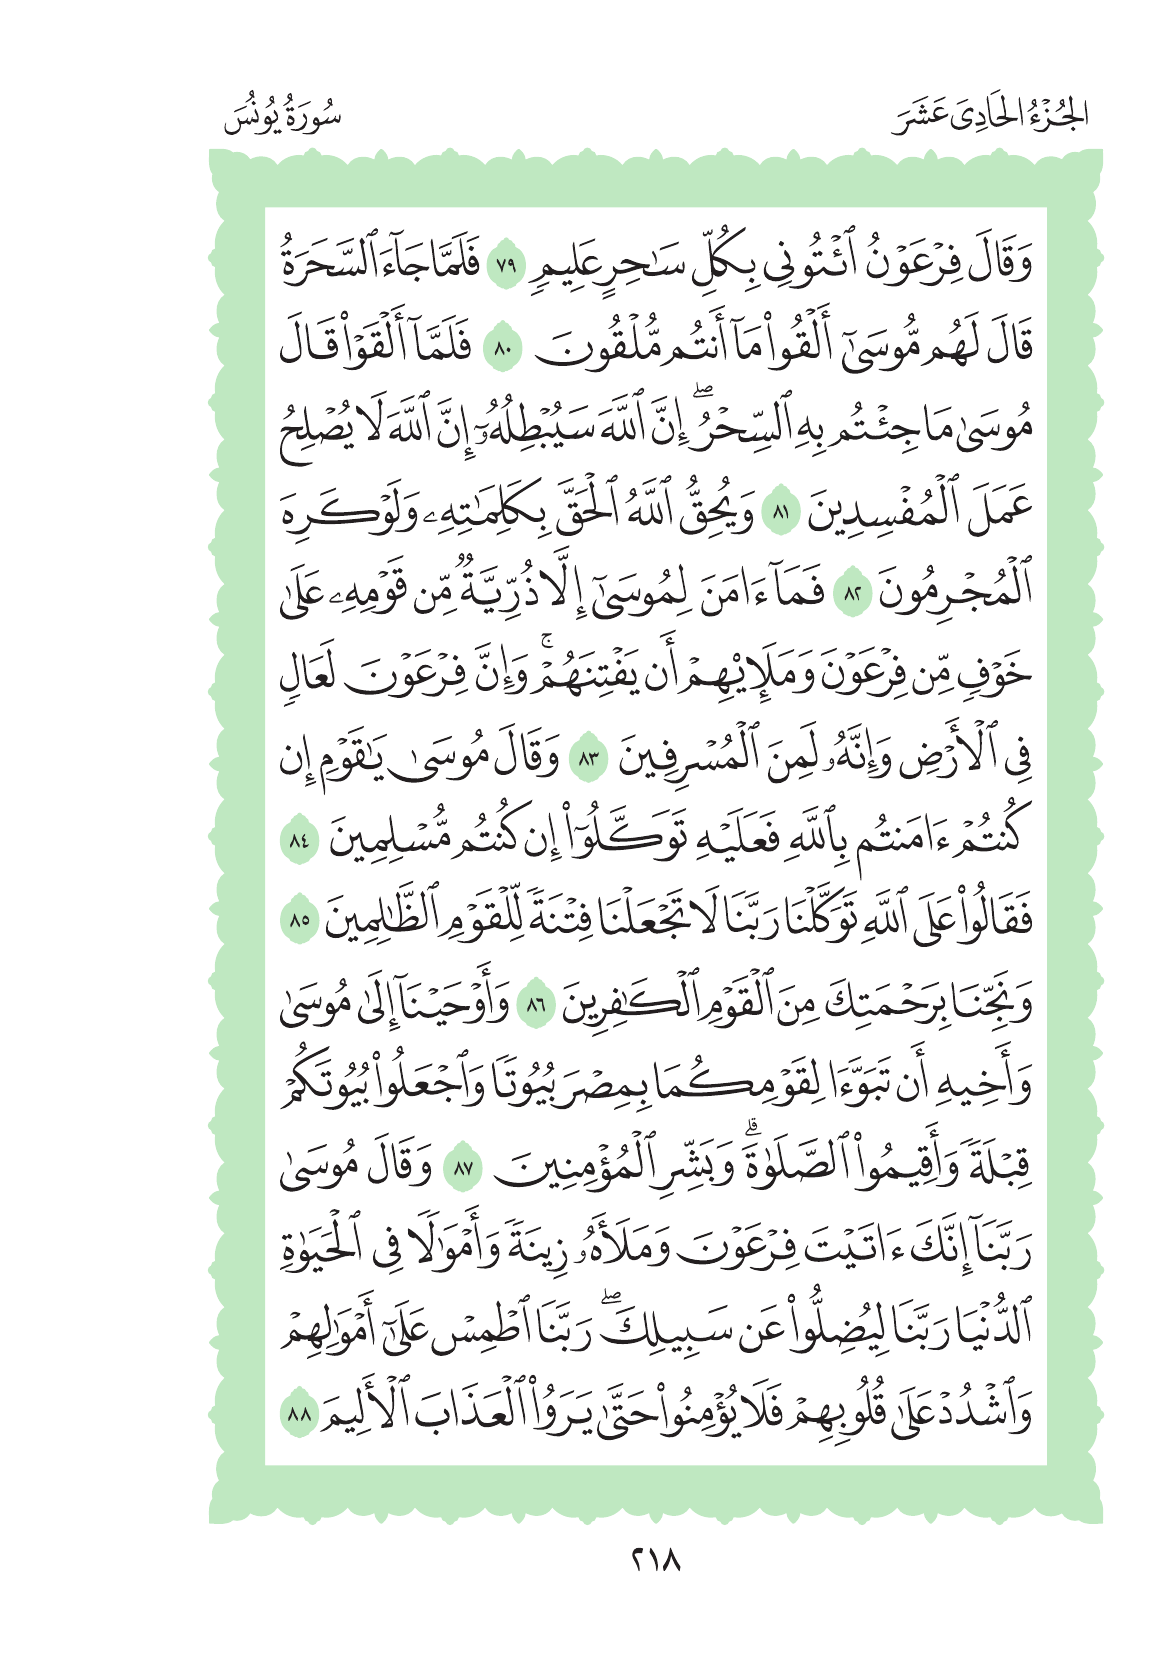 الجُزْءُ الحَادِيَ عَشَرَ
سُورَةُ يُونُسَ
وَقَالَ فِرۡعَوۡنُ ٱئۡتُونِي بِكُلِّ سَٰحِرٍ عَلِيمٖ ٧٩ فَلَمَّا جَآءَ ٱلسَّحَرَةُ
قَالَ لَهُم مُّوسَىٰٓ أَلۡقُواْ مَآ أَنتُم مُّلۡقُونَ ٨٠ فَلَمَّآ أَلۡقَوۡاْ قَالَ
مُوسَىٰ مَا جِئۡتُم بِهِ ٱلسِّحۡرُۖ إِنَّ ٱللَّهَ سَيُبۡطِلُهُۥٓ إِنَّ ٱللَّهَ لَا يُصۡلِحُ
عَمَلَ ٱلۡمُفۡسِدِينَ ٨١ وَيُحِقُّ ٱللَّهُ ٱلۡحَقَّ بِكَلِمَٰتِهِۦ وَلَوۡ كَرِهَ
ٱلۡمُجۡرِمُونَ ٨٢ فَمَآ ءَامَنَ لِمُوسَىٰٓ إِلَّا ذُرِّيَّةٞ مِّن قَوۡمِهِۦ عَلَىٰ
خَوۡفٖ مِّن فِرۡعَوۡنَ وَمَلَإِيْهِمۡ أَن يَفۡتِنَهُمۡۚ وَإِنَّ فِرۡعَوۡنَ لَعَالٖ
فِي ٱلۡأَرۡضِ وَإِنَّهُۥ لَمِنَ ٱلۡمُسۡرِفِينَ ٨٣ وَقَالَ مُوسَىٰ يَٰقَوۡمِ إِن
كُنتُمۡ ءَامَنتُم بِٱللَّهِ فَعَلَيۡهِ تَوَكَّلُوٓاْ إِن كُنتُم مُّسۡلِمِينَ ٨٤
فَقَالُواْ عَلَى ٱللَّهِ تَوَكَّلۡنَا رَبَّنَا لَا تَجۡعَلۡنَا فِتۡنَةٗ لِّلۡقَوۡمِ ٱلظَّٰلِمِينَ ٨٥
وَنَجِّنَا بِرَحۡمَتِكَ مِنَ ٱلۡقَوۡمِ ٱلۡكَٰفِرِينَ ٨٦ وَأَوۡحَيۡنَآ إِلَىٰ مُوسَىٰ
وَأَخِيهِ أَن تَبَوَّءَا لِقَوۡمِكُمَا بِمِصۡرَ بُيُوتٗا وَٱجۡعَلُواْ بُيُوتَكُمۡ
قِبۡلَةٗ وَأَقِيمُواْ ٱلصَّلَوٰةَۗ وَبَشِّرِ ٱلۡمُؤۡمِنِينَ ٨٧ وَقَالَ مُوسَىٰ
رَبَّنَآ إِنَّكَ ءَاتَيۡتَ فِرۡعَوۡنَ وَمَلَأَهُۥ زِينَةٗ وَأَمۡوَٰلٗا فِي ٱلۡحَيَوٰةِ
ٱلدُّنۡيَا رَبَّنَا لِيُضِلُّواْ عَن سَبِيلِكَۖ رَبَّنَا ٱطۡمِسۡ عَلَىٰٓ أَمۡوَٰلِهِمۡ
وَٱشۡدُدۡ عَلَىٰ قُلُوبِهِمۡ فَلَا يُؤۡمِنُواْ حَتَّىٰ يَرَوُاْ ٱلۡعَذَابَ ٱلۡأَلِيمَ ٨٨
٢١٨